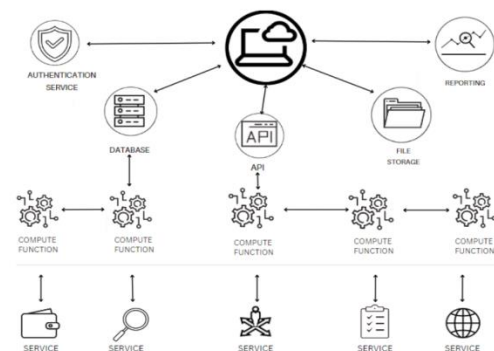 AUTHENTICATION
SERVICE
REPORTING
DATABASE
API
API
FILE
STORAGE
COMPUTE
FUNCTION
COMPUTE
FUNCTION
COMPUTE
FUNCTION
COMPUTE
FUNCTION
COMPUTE
FUNCTION
SERVICE
SERVICE
SERVICE
SERVICE
SERVICE